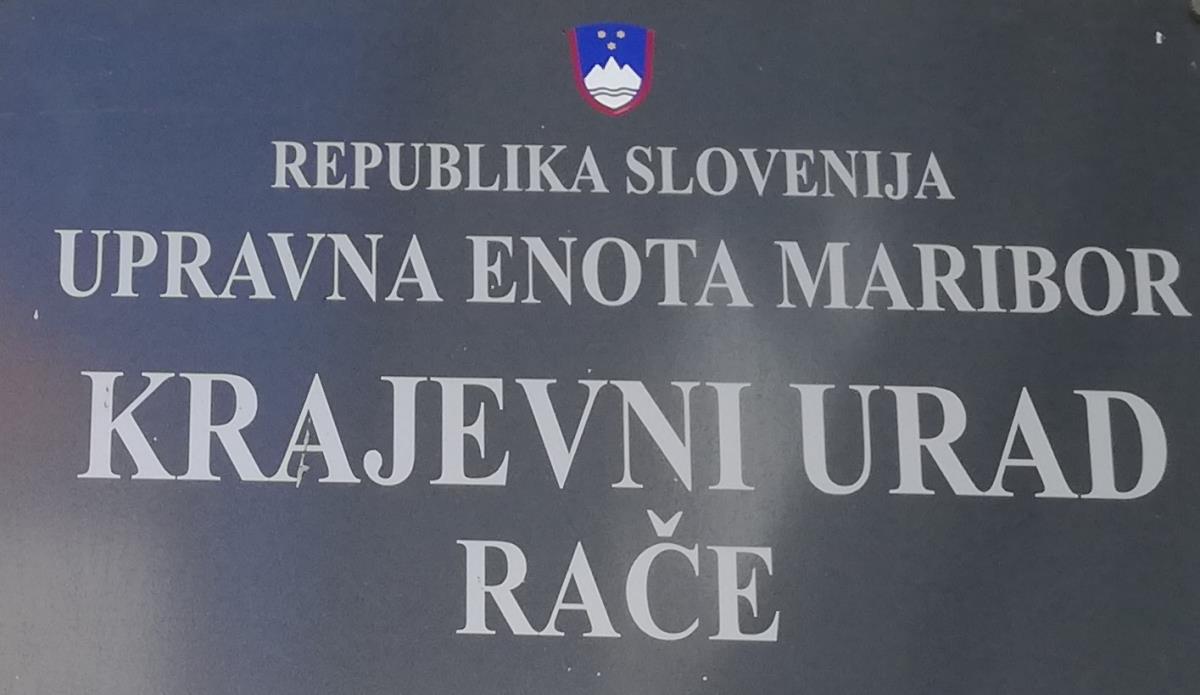 REPUBLIKA SLOVENIJA
UPRAVNA ENOTA MARIBOR
KRAJEVNI URAD
RAČE